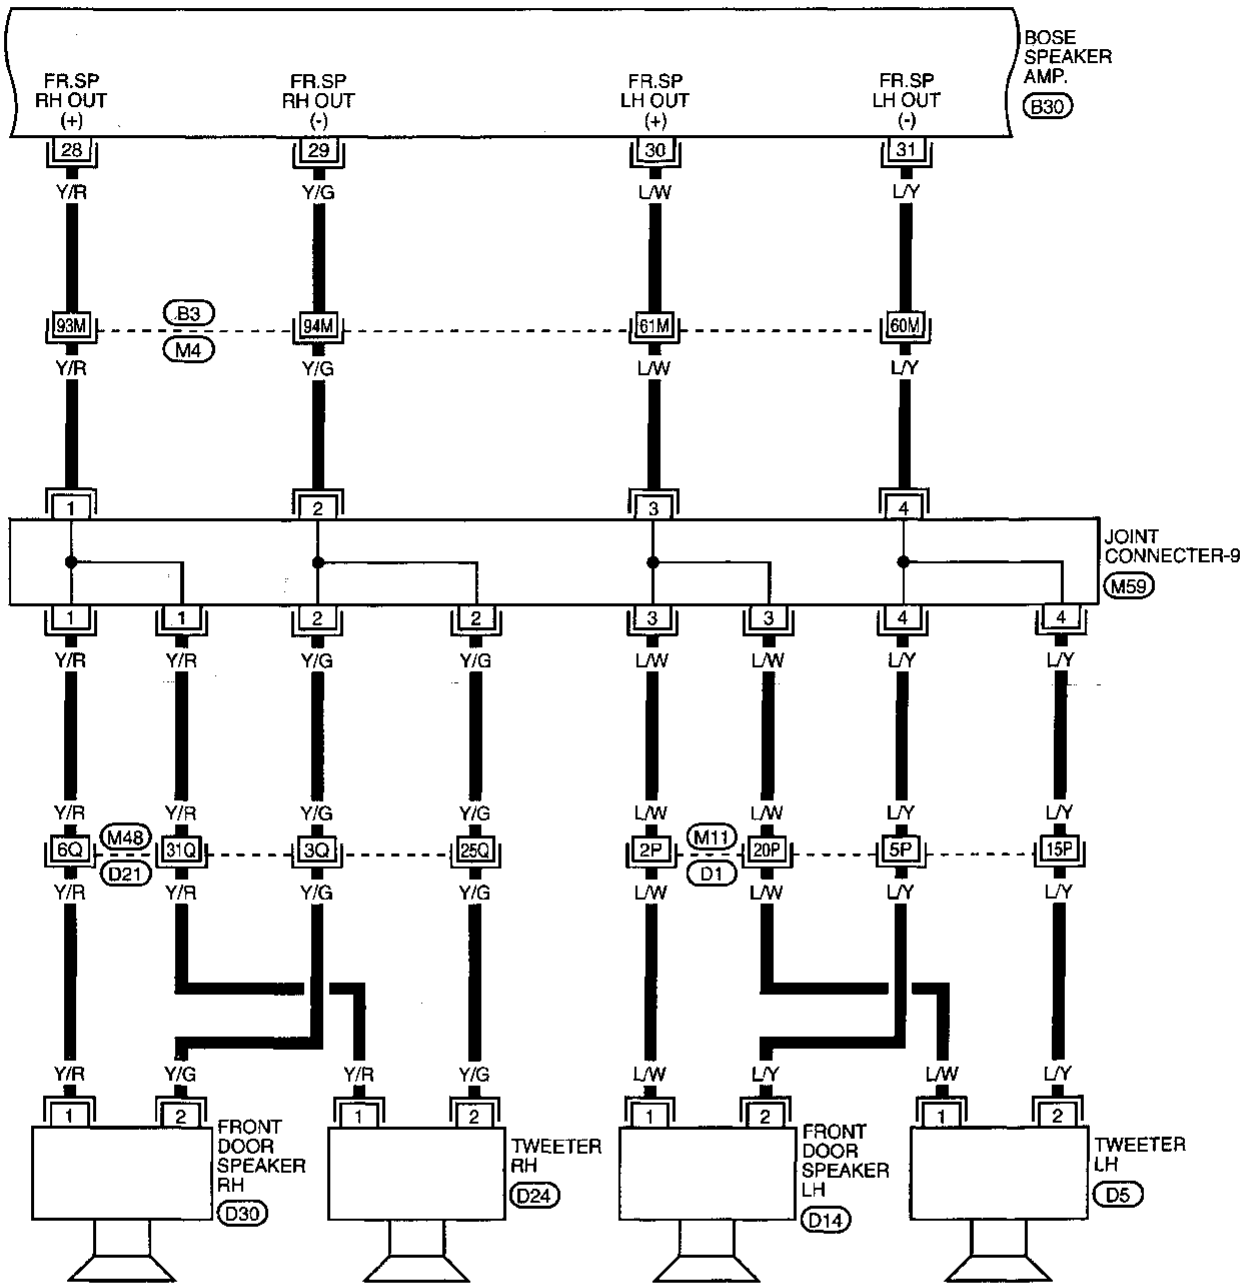 BOSE
SPEAKER
AMP.
B30
FR.SP
RH OUT
(+)
FR.SP
RH OUT
(-)
FR.SP
LH OUT
(+)
FR.SP
LH OUT
(-)
28 29 30 31
Y/R Y/G L/W L/Y
B3
93M 94M 61M 60M
M4
Y/R Y/G L/W L/Y
1 2 3 4
JOINT
CONNECTER-9
M59
1 1 2 2 3 3 4 4
Y/R Y/R Y/G Y/G L/W L/W L/Y L/Y
Y/R Y/R Y/G Y/G L/W L/W L/Y L/Y
M48 M11
6Q 31Q 3Q 25Q 2P 20P 5P 15P
D21 D1
Y/R Y/R Y/G Y/G L/W L/W L/Y L/Y
Y/R Y/G Y/R Y/G L/W L/Y L/W L/Y
1 2 1 2 1 2 1 2
FRONT
DOOR
SPEAKER
RH
D30
TWEETER
RH
D24
FRONT
DOOR
SPEAKER
LH
D14
TWEETER
LH
D5